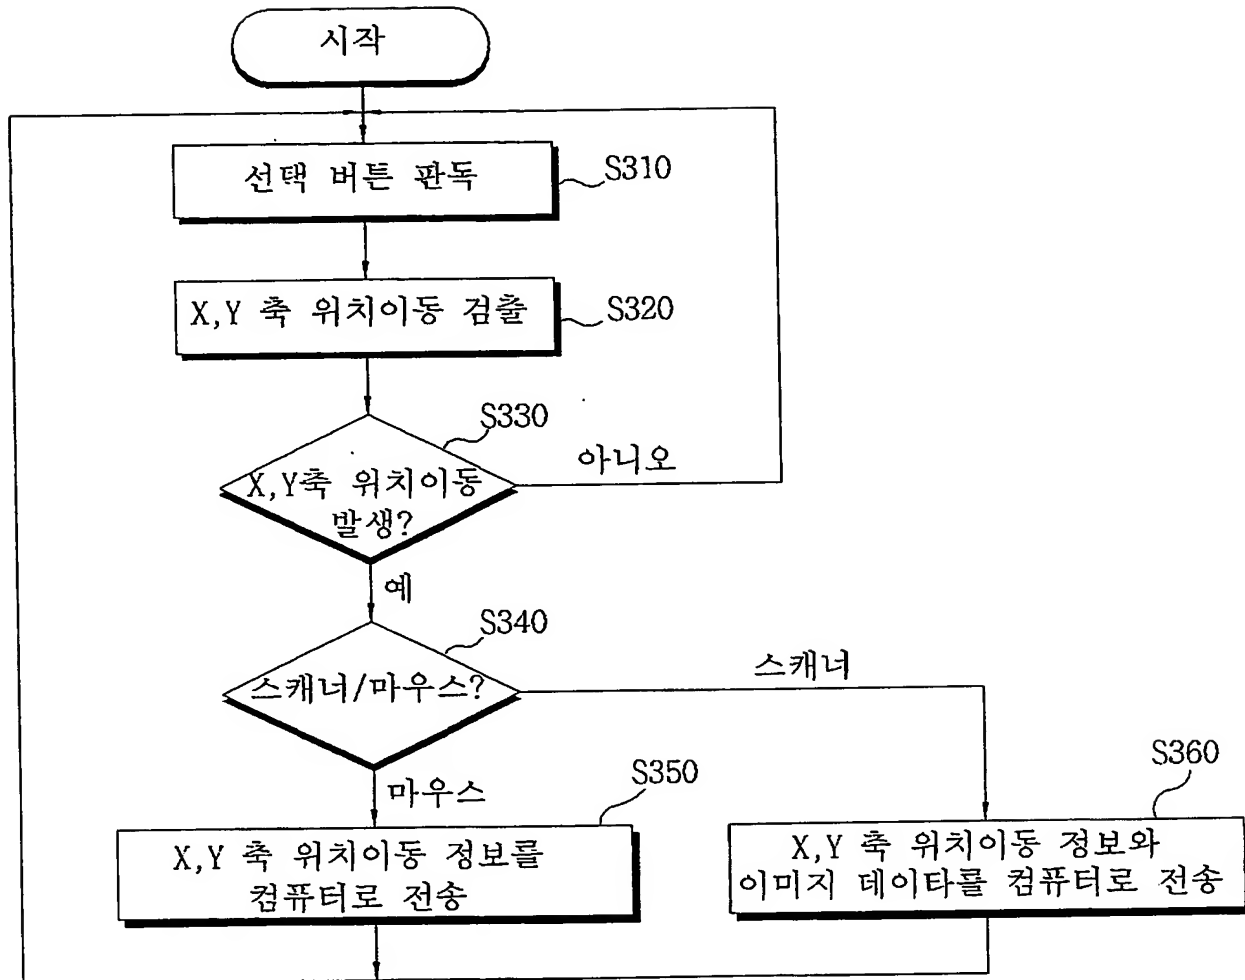 시작
선택 버튼 판독
S310
X,Y 축 위치이동 검출
S320
S330
X,Y축 위치이동
발생?
아니오
예
S340
스캐너/마우스?
스캐너
마우스
S350
X,Y 축 위치이동 정보를
컴퓨터로 전송
S360
X,Y 축 위치이동 정보와
이미지 데이타를 컴퓨터로 전송